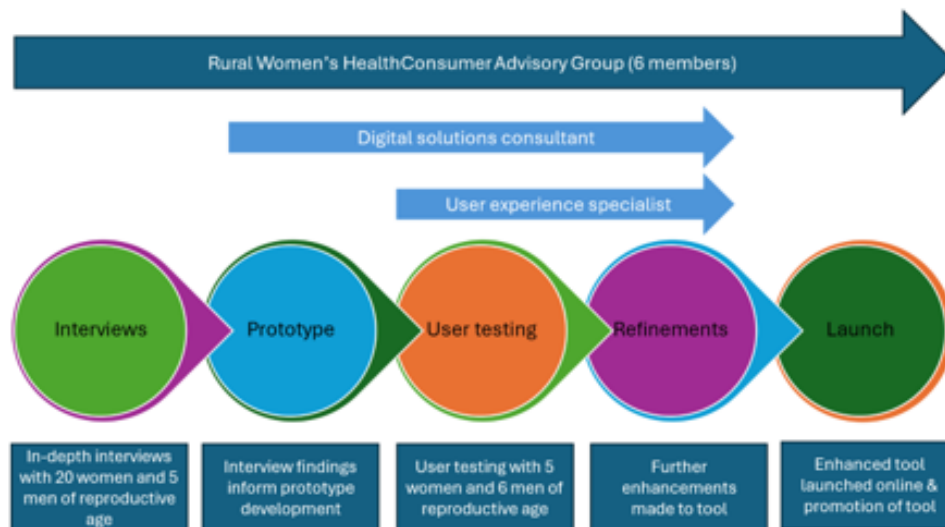 Rural Women's HealthConsumer Advisory Group (6 members)
Digital solutions consultant
User experience specialist
Interviews
Prototype
User testing
Refinements
Launch
In-depth interviews
with 20 women and 5
men of reproductive
age
Interview findings
inform prototype
development
User testing with 5
women and 6 men of
reproductive age
Further
enhancements
made to tool
Enhanced tool
launched online &
promotion of tool